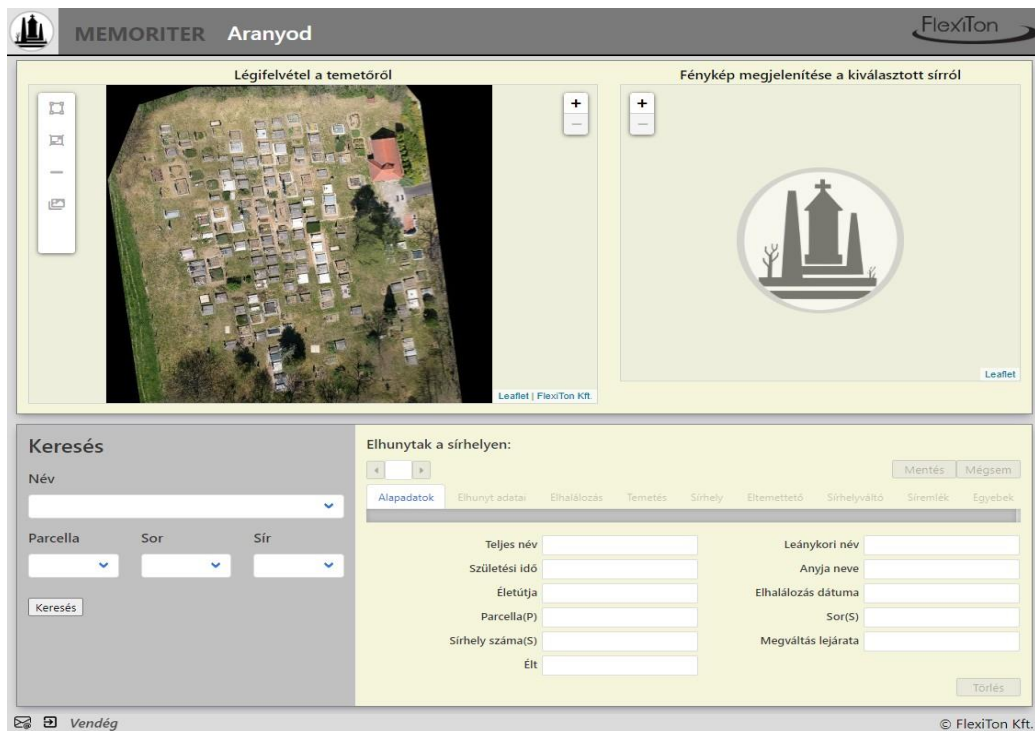 MEMORITER Aranyod
FlexiTon
Légifelvétel a temetőről
Fénykép megjelenítése a kiválasztott sírról
+
−
+
−
Leaflet | FlexiTon Kft.
Leaflet
Keresés
Név
Parcella Sor Sír
Keresés
Elhunytak a sírhelyen:
Mentés Mégsem
Alapadatok Elhunyt adatai Elhalálozás Temetés Sírhely Eltemettető Sírhelyváltó Síremlék Egyebek
Teljes név Leánykori név
Születési idő Anyja neve
Életútja Elhalálozás dátuma
Parcella(P) Sor(S)
Sírhely száma(S) Megváltás lejárata
Élt
Törlés
Vendég
© FlexiTon Kft.